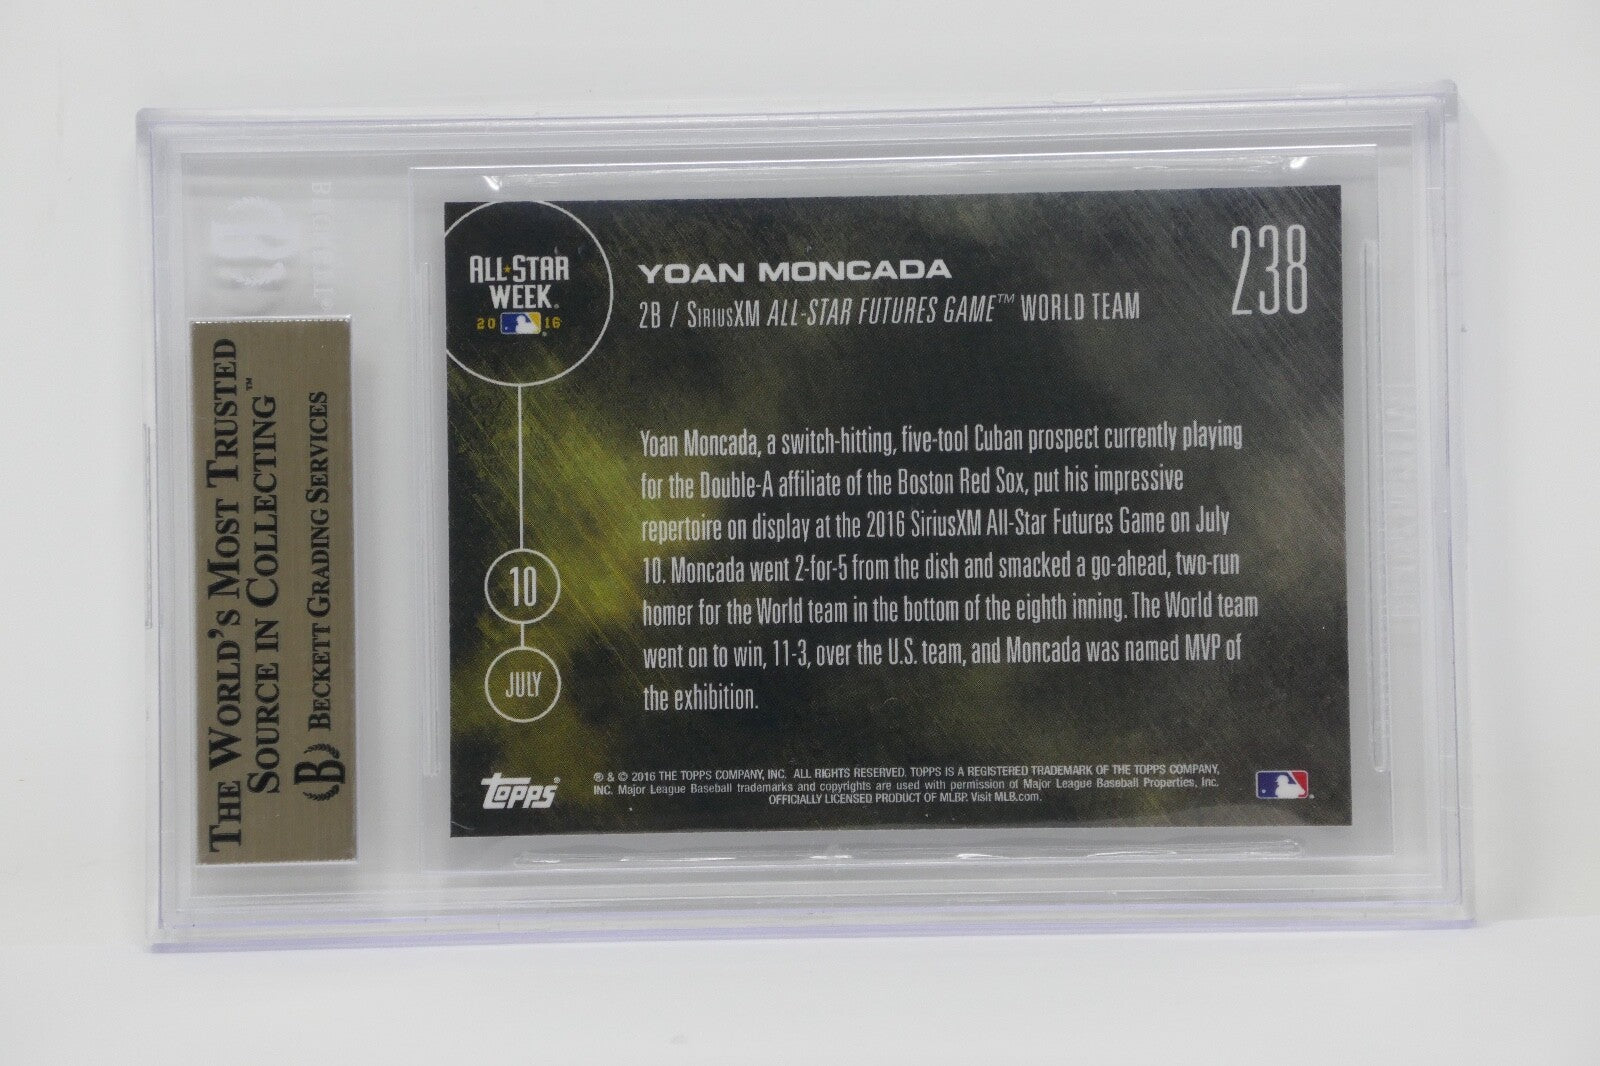 THE WORLD'S MOST TRUSTED
SOURCE IN COLLECTING™
BECKETT GRADING SERVICES
B
ALL★STAR
WEEK®
2016
YOAN MONCADA
2B / SIRIUSXM ALL-STAR FUTURES GAME™ WORLD TEAM
238
Yoan Moncada, a switch-hitting, five-tool Cuban prospect currently playing
for the Double-A affiliate of the Boston Red Sox, put his impressive
repertoire on display at the 2016 SiriusXM All-Star Futures Game on July
10. Moncada went 2-for-5 from the dish and smacked a go-ahead, two-run
homer for the World team in the bottom of the eighth inning. The World team
went on to win, 11-3, over the U.S. team, and Moncada was named MVP of
the exhibition.
10
JULY
Topps®
® & © 2016 THE TOPPS COMPANY, INC. ALL RIGHTS RESERVED. TOPPS IS A REGISTERED TRADEMARK OF THE TOPPS COMPANY,
INC. Major League Baseball trademarks and copyrights are used with permission of Major League Baseball Properties, Inc.
OFFICIALLY LICENSED PRODUCT OF MLBP. Visit MLB.com.